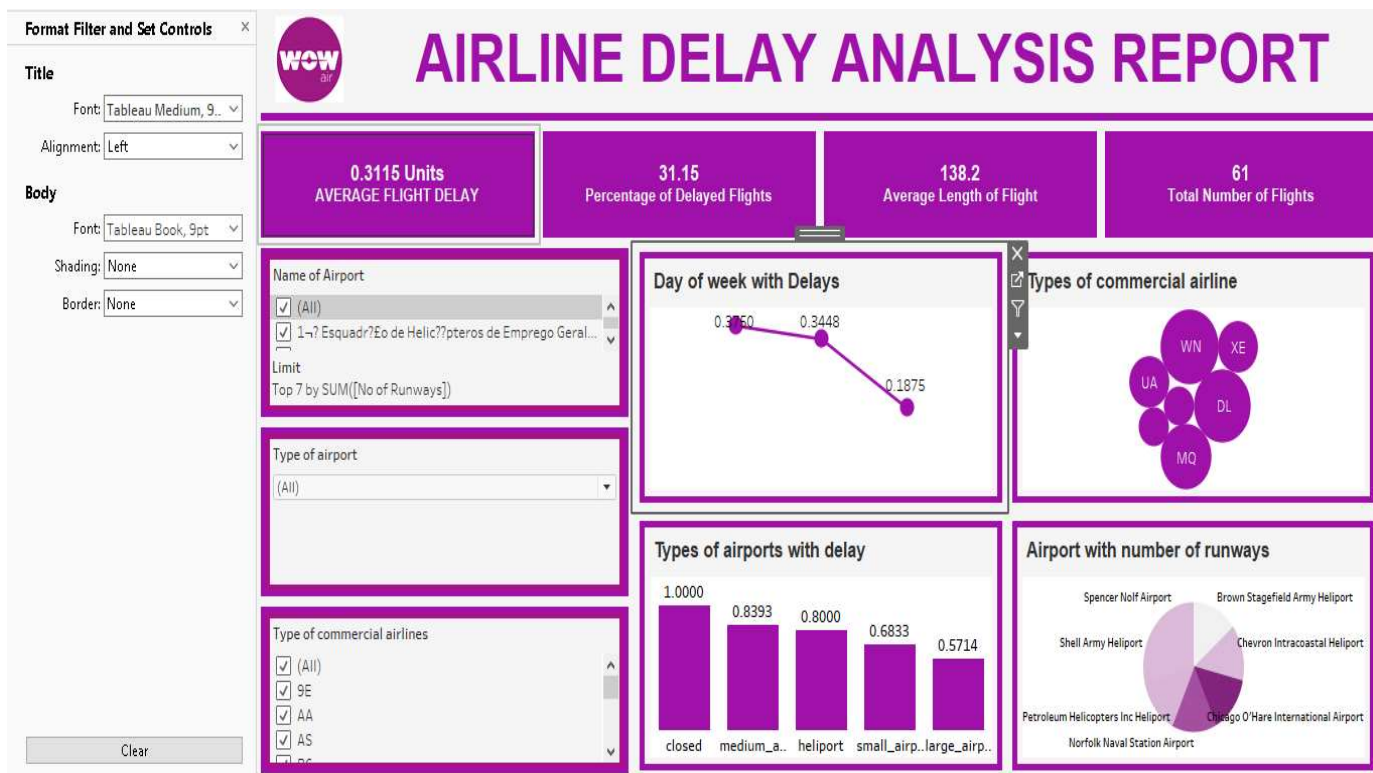 Format Filter and Set Controls
Title
Font: Tableau Medium, 9..
Alignment: Left
Body
Font: Tableau Book, 9pt
Shading: None
Border: None
Clear
wow
air
AIRLINE DELAY ANALYSIS REPORT
0.3115 Units
AVERAGE FLIGHT DELAY
31.15
Percentage of Delayed Flights
138.2
Average Length of Flight
61
Total Number of Flights
Name of Airport
(All)
1¬? Esquadr?£o de Helic??pteros de Emprego Geral...
Limit
Top 7 by SUM([No of Runways])
Type of airport
(All)
Type of commercial airlines
(All)
9E
AA
AS
Day of week with Delays
0.3750
0.3448
0.1875
Types of commercial airline
WN
XE
UA
DL
MQ
Types of airports with delay
1.0000
0.8393
0.8000
0.6833
0.5714
closed
medium_a..
heliport
small_airp..
large_airp..
Airport with number of runways
Spencer Nolf Airport
Brown Stagefield Army Heliport
Shell Army Heliport
Chevron Intracoastal Heliport
Petroleum Helicopters Inc Heliport
Chicago O'Hare International Airport
Norfolk Naval Station Airport